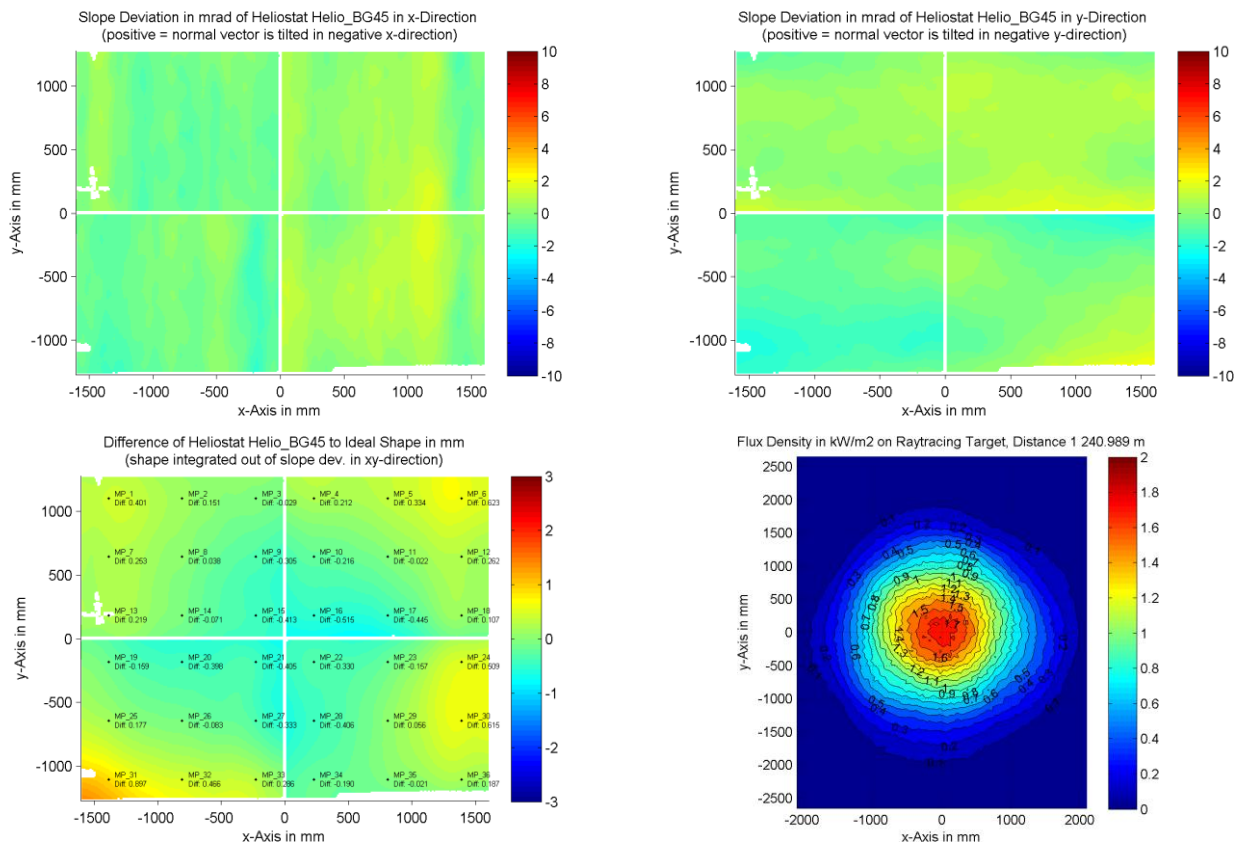 Slope Deviation in mrad of Heliostat Helio_BG45 in x-Direction
(positive = normal vector is tilted in negative x-direction)
1000
500
0
-500
-1000
y-Axis in mm
-1500
-1000
-500
0
500
1000
1500
x-Axis in mm
10
8
6
4
2
0
-2
-4
-6
-8
-10
Slope Deviation in mrad of Heliostat Helio_BG45 in y-Direction
(positive = normal vector is tilted in negative y-direction)
1000
500
0
-500
-1000
y-Axis in mm
-1500
-1000
-500
0
500
1000
1500
x-Axis in mm
10
8
6
4
2
0
-2
-4
-6
-8
-10
Difference of Heliostat Helio_BG45 to Ideal Shape in mm
(shape integrated out of slope dev. in xy-direction)
1000
500
0
-500
-1000
y-Axis in mm
MP_1
Diff: 0.401
MP_2
Diff: 0.151
MP_3
Diff: -0.029
MP_4
Diff: 0.212
MP_5
Diff: 0.334
MP_6
Diff: 0.623
MP_7
Diff: 0.253
MP_8
Diff: 0.038
MP_9
Diff: -0.305
MP_10
Diff: -0.216
MP_11
Diff: -0.022
MP_12
Diff: 0.262
MP_13
Diff: 0.219
MP_14
Diff: -0.071
MP_15
Diff: -0.413
MP_16
Diff: -0.515
MP_17
Diff: -0.445
MP_18
Diff: 0.107
MP_19
Diff: -0.159
MP_20
Diff: -0.398
MP_21
Diff: -0.405
MP_22
Diff: -0.330
MP_23
Diff: -0.157
MP_24
Diff: 0.509
MP_25
Diff: 0.177
MP_26
Diff: -0.083
MP_27
Diff: -0.333
MP_28
Diff: -0.406
MP_29
Diff: 0.056
MP_30
Diff: 0.615
MP_31
Diff: 0.897
MP_32
Diff: 0.466
MP_33
Diff: 0.286
MP_34
Diff: -0.190
MP_35
Diff: -0.021
MP_36
Diff: 0.187
-1500
-1000
-500
0
500
1000
1500
x-Axis in mm
3
2
1
0
-1
-2
-3
Flux Density in kW/m2 on Raytracing Target, Distance 1 240.989 m
2500
2000
1500
1000
500
0
-500
-1000
-1500
-2000
-2500
y-Axis in mm
-2000
-1000
0
1000
2000
x-Axis in mm
2
1.8
1.6
1.4
1.2
1
0.8
0.6
0.4
0.2
0